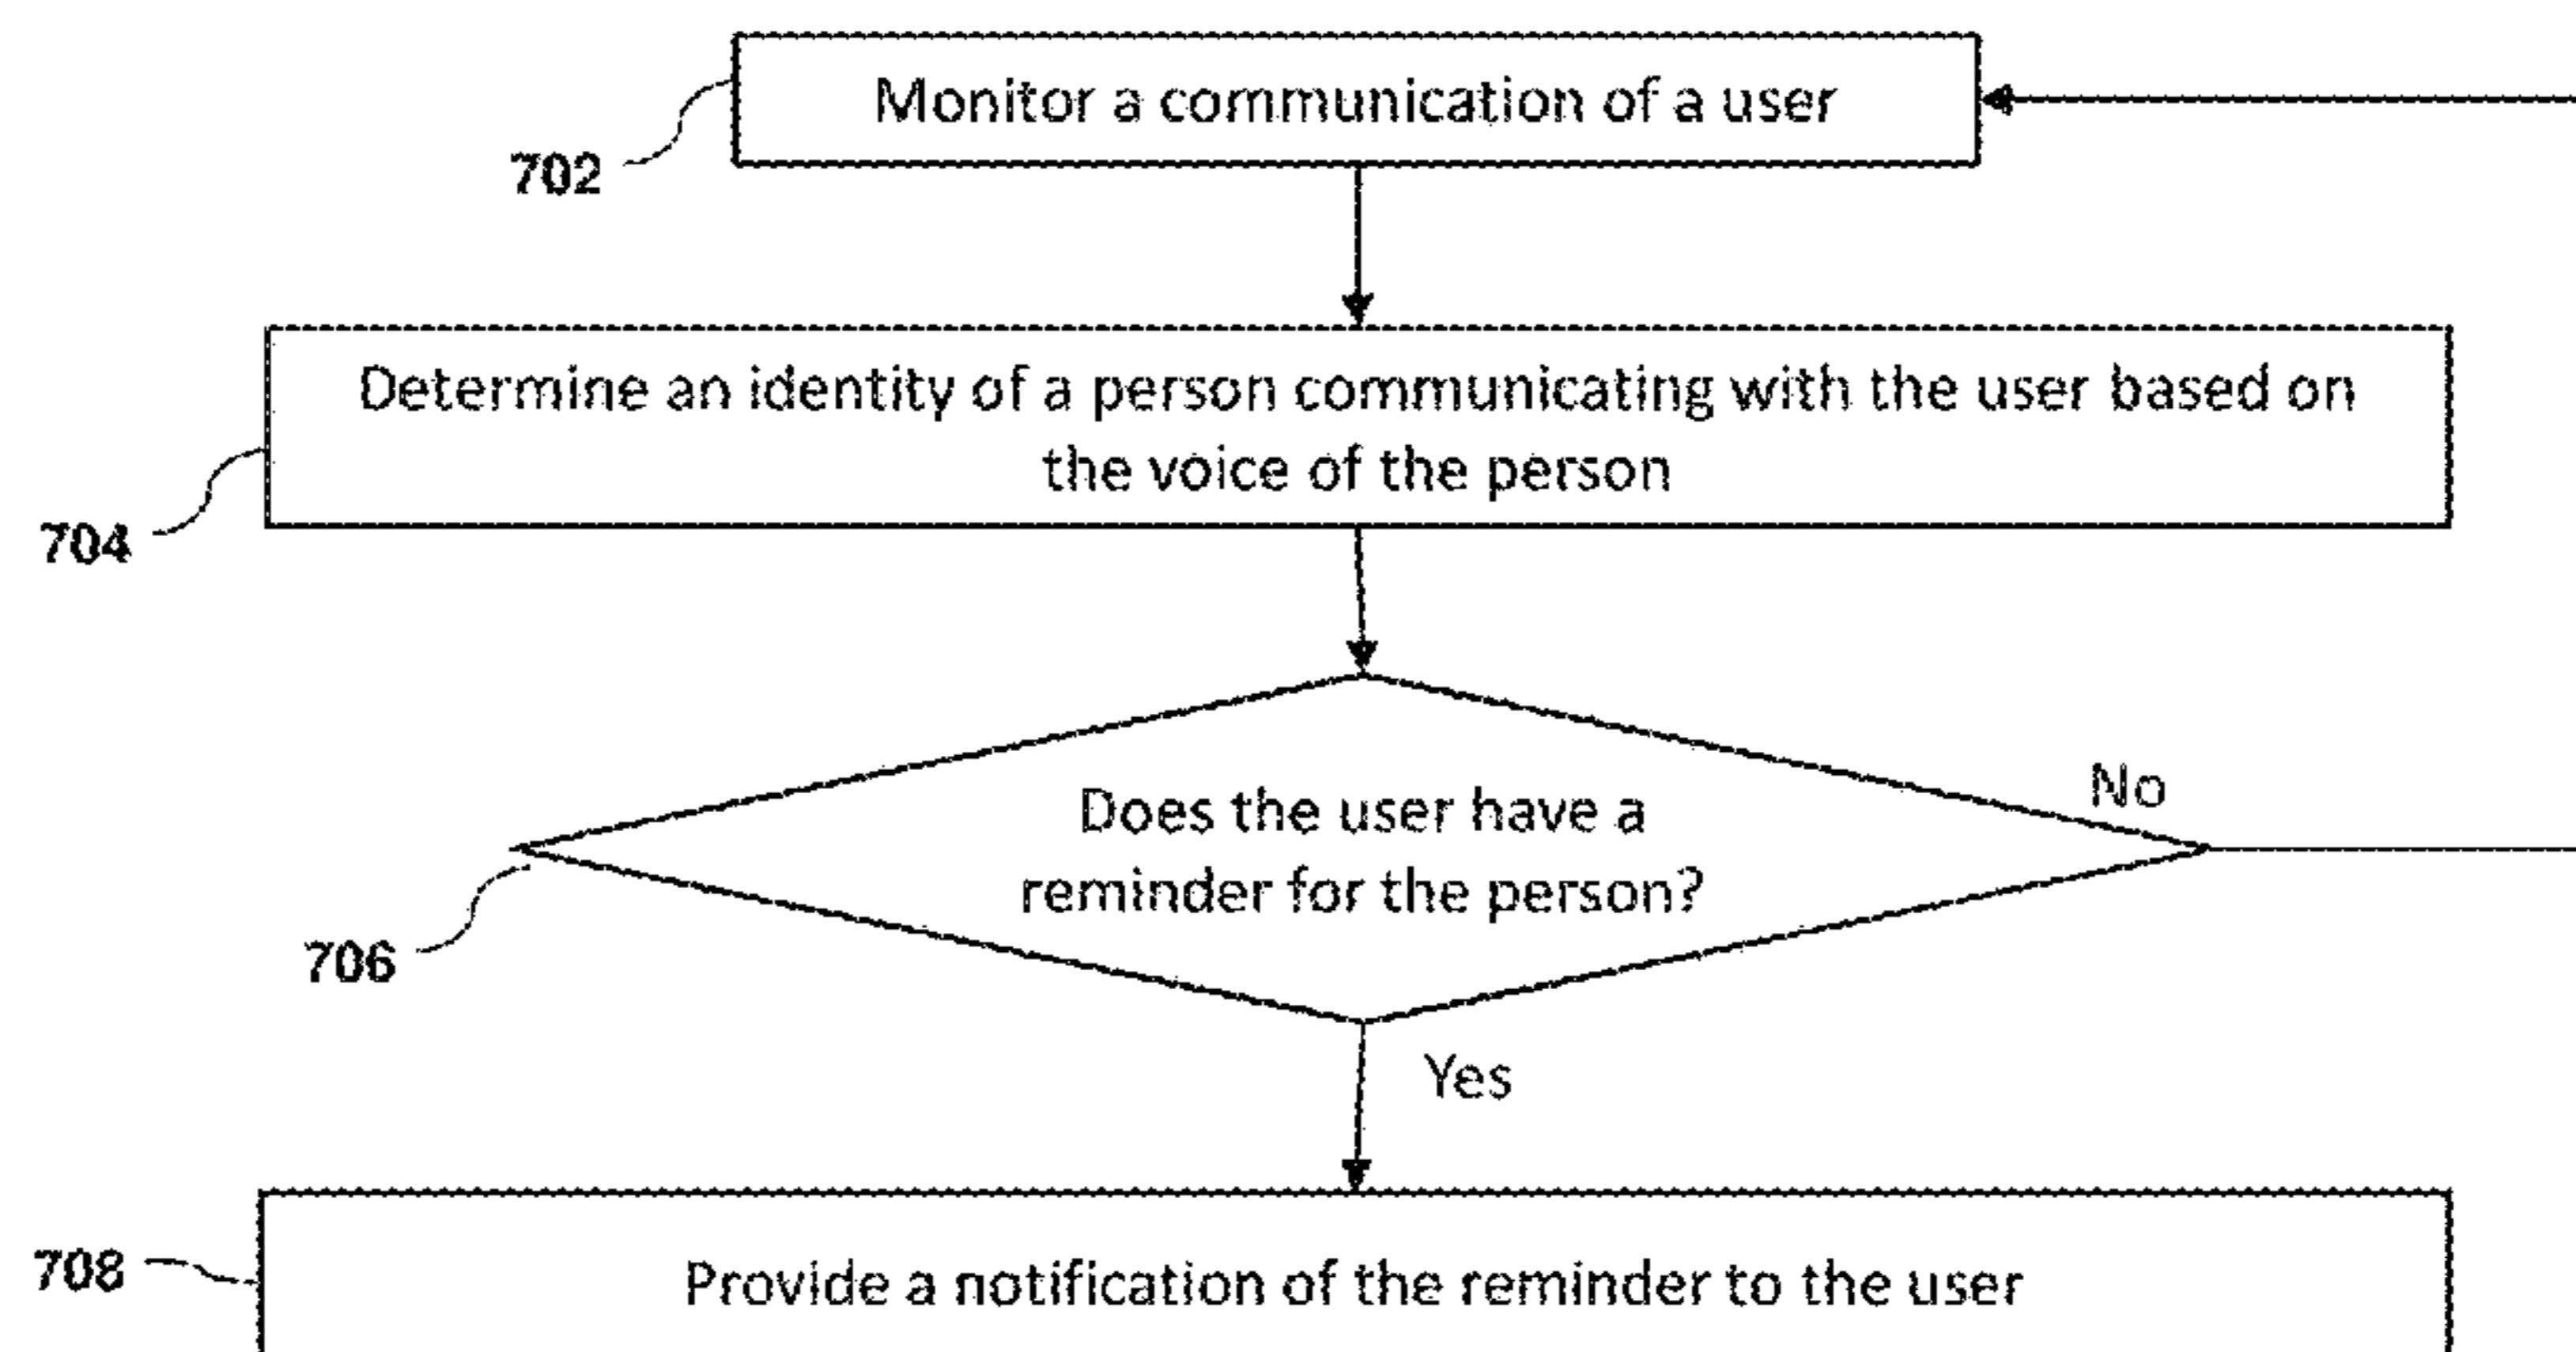 Monitor a communication of a user
702
Determine an identity of a person communicating with the user based on
the voice of the person
704
No
Does the user have a
reminder for the person?
706
Yes
708
Provide a notification of the reminder to the user